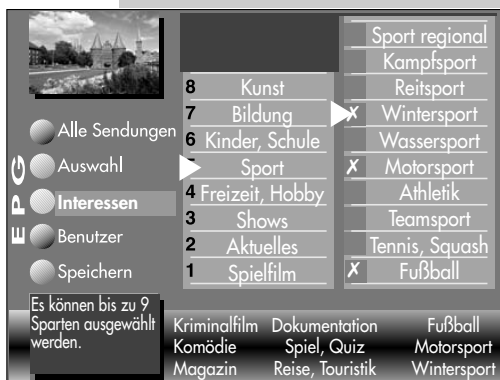 EPG
Alle Sendungen
Auswahl
Interessen
Benutzer
Speichern
Es können bis zu 9
Sparten ausgewählt
werden.
8 Kunst
7 Bildung
6 Kinder, Schule
Sport
4 Freizeit, Hobby
3 Shows
2 Aktuelles
1 Spielfilm
Sport regional
Kampfsport
Reitsport
✗ Wintersport
Wassersport
✗ Motorsport
Athletik
Teamsport
Tennis, Squash
✗ Fußball
Kriminalfilm Dokumentation Fußball
Komödie Spiel, Quiz Motorsport
Magazin Reise, Touristik Wintersport